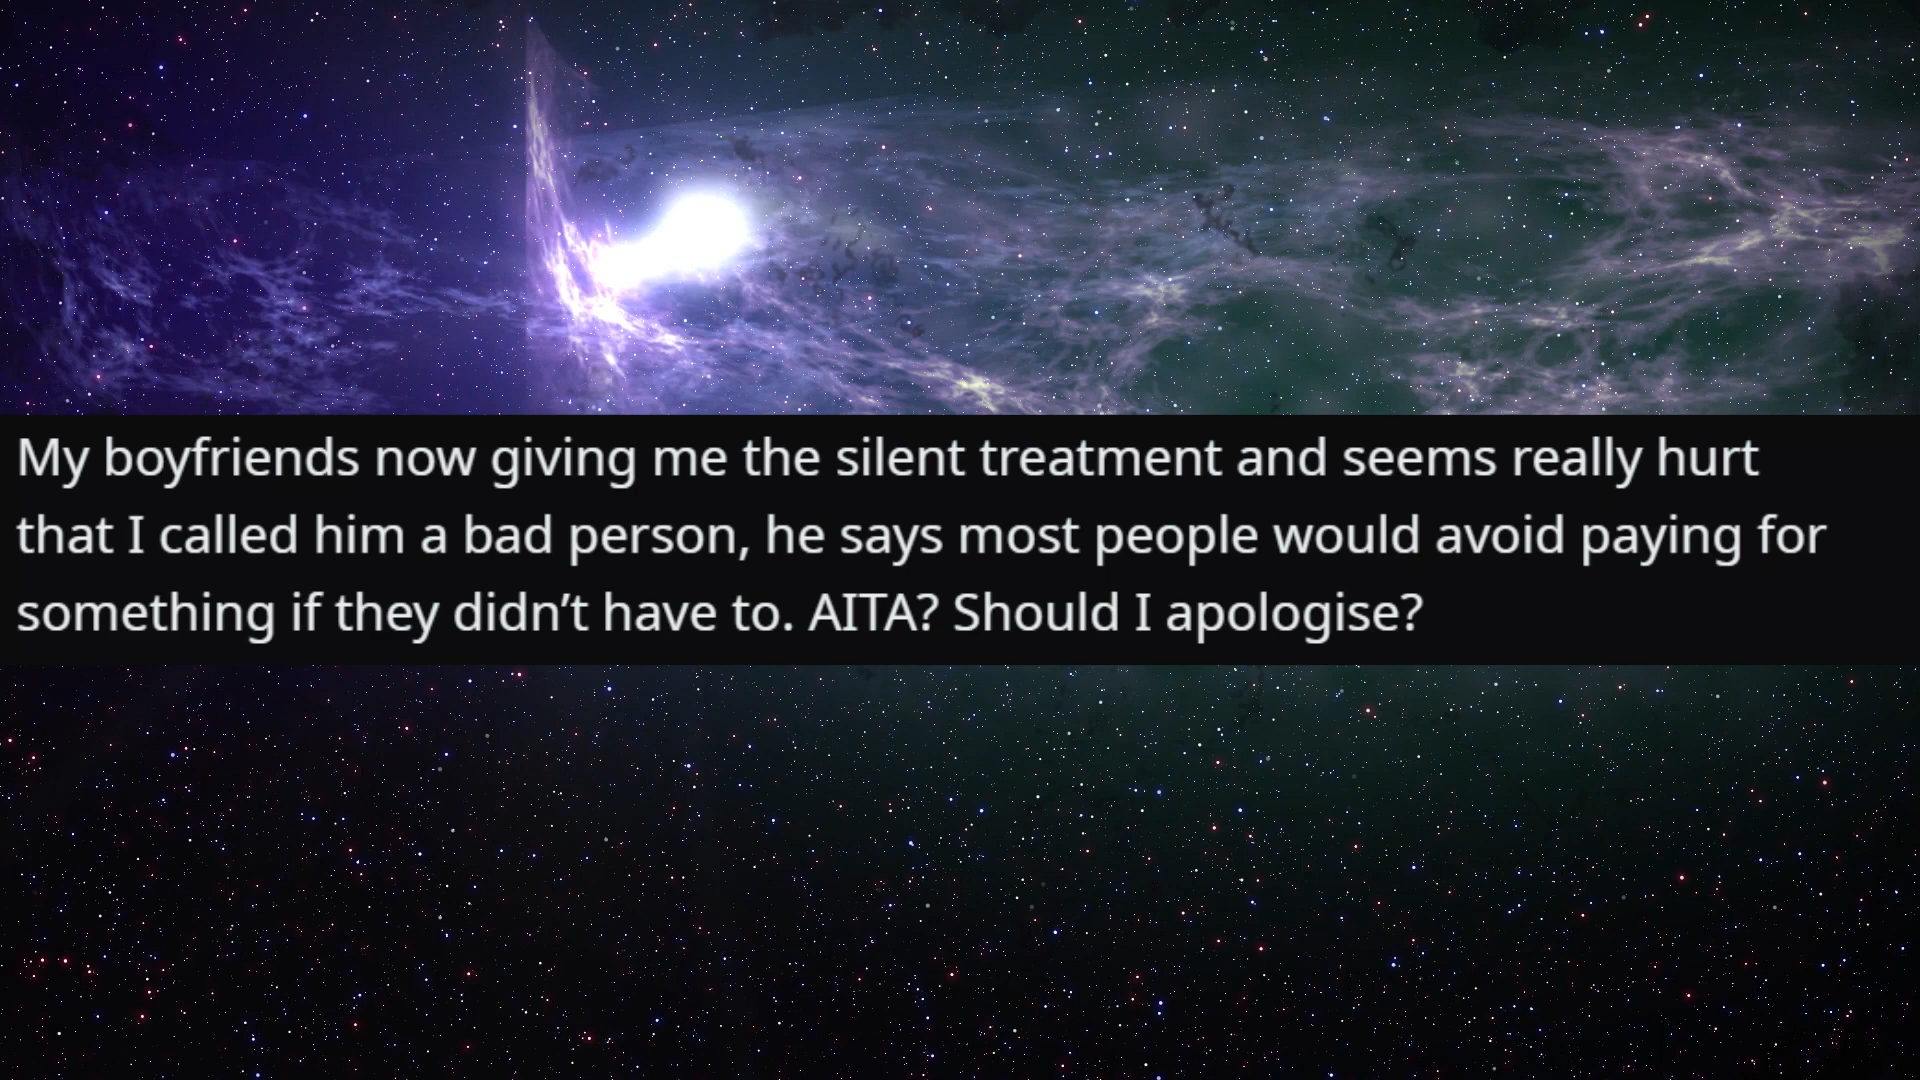 My boyfriends now giving me the silent treatment and seems really hurt
that I called him a bad person, he says most people would avoid paying for
something if they didn’t have to. AITA? Should I apologise?